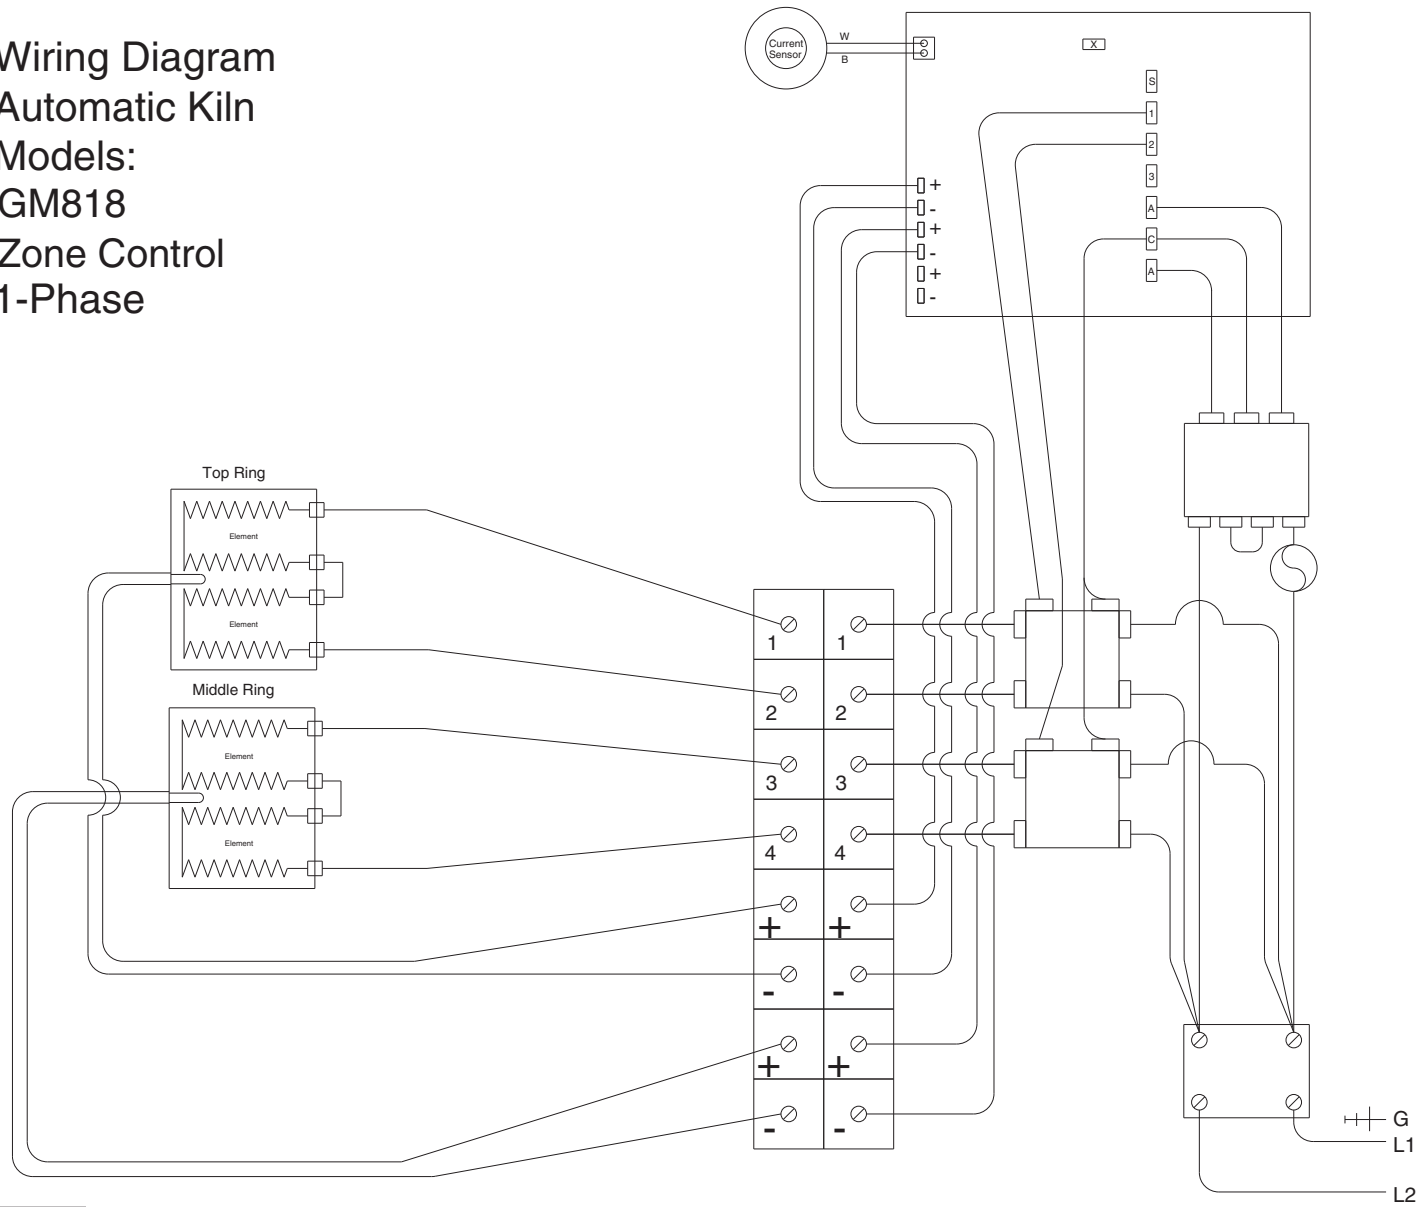 Wiring Diagram
Automatic Kiln
Models:
GM818
Zone Control
1-Phase
Current
Sensor
W
B
X
S
1
2
3
A
C
A
+
-
+
-
+
-
Top Ring
Element
Element
Middle Ring
Element
Element
1 1
2 2
3 3
4 4
+ +
- -
+ +
- -
G
L1
L2